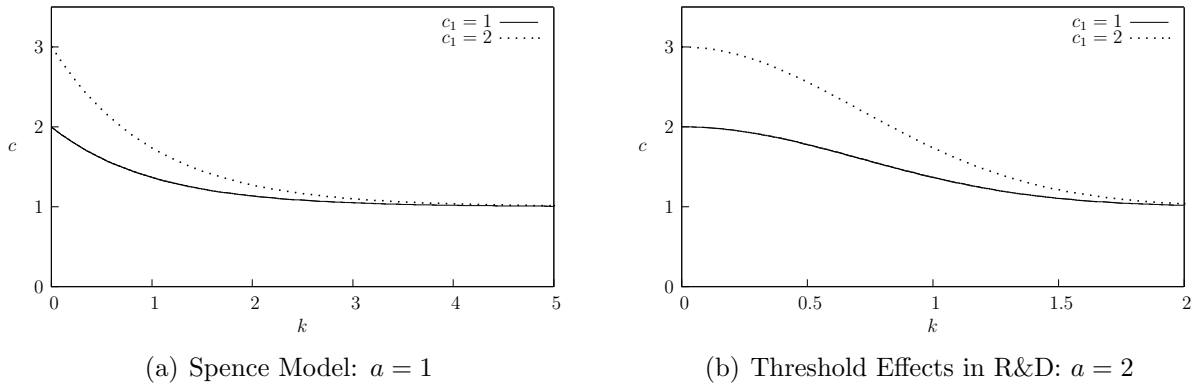 c₁ = 1
c₁ = 2
3
2
c
1
0
0 1 2 3 4 5
k
(a) Spence Model: a = 1
c₁ = 1
c₁ = 2
3
2
c
1
0
0 0.5 1 1.5 2
k
(b) Threshold Effects in R&D: a = 2